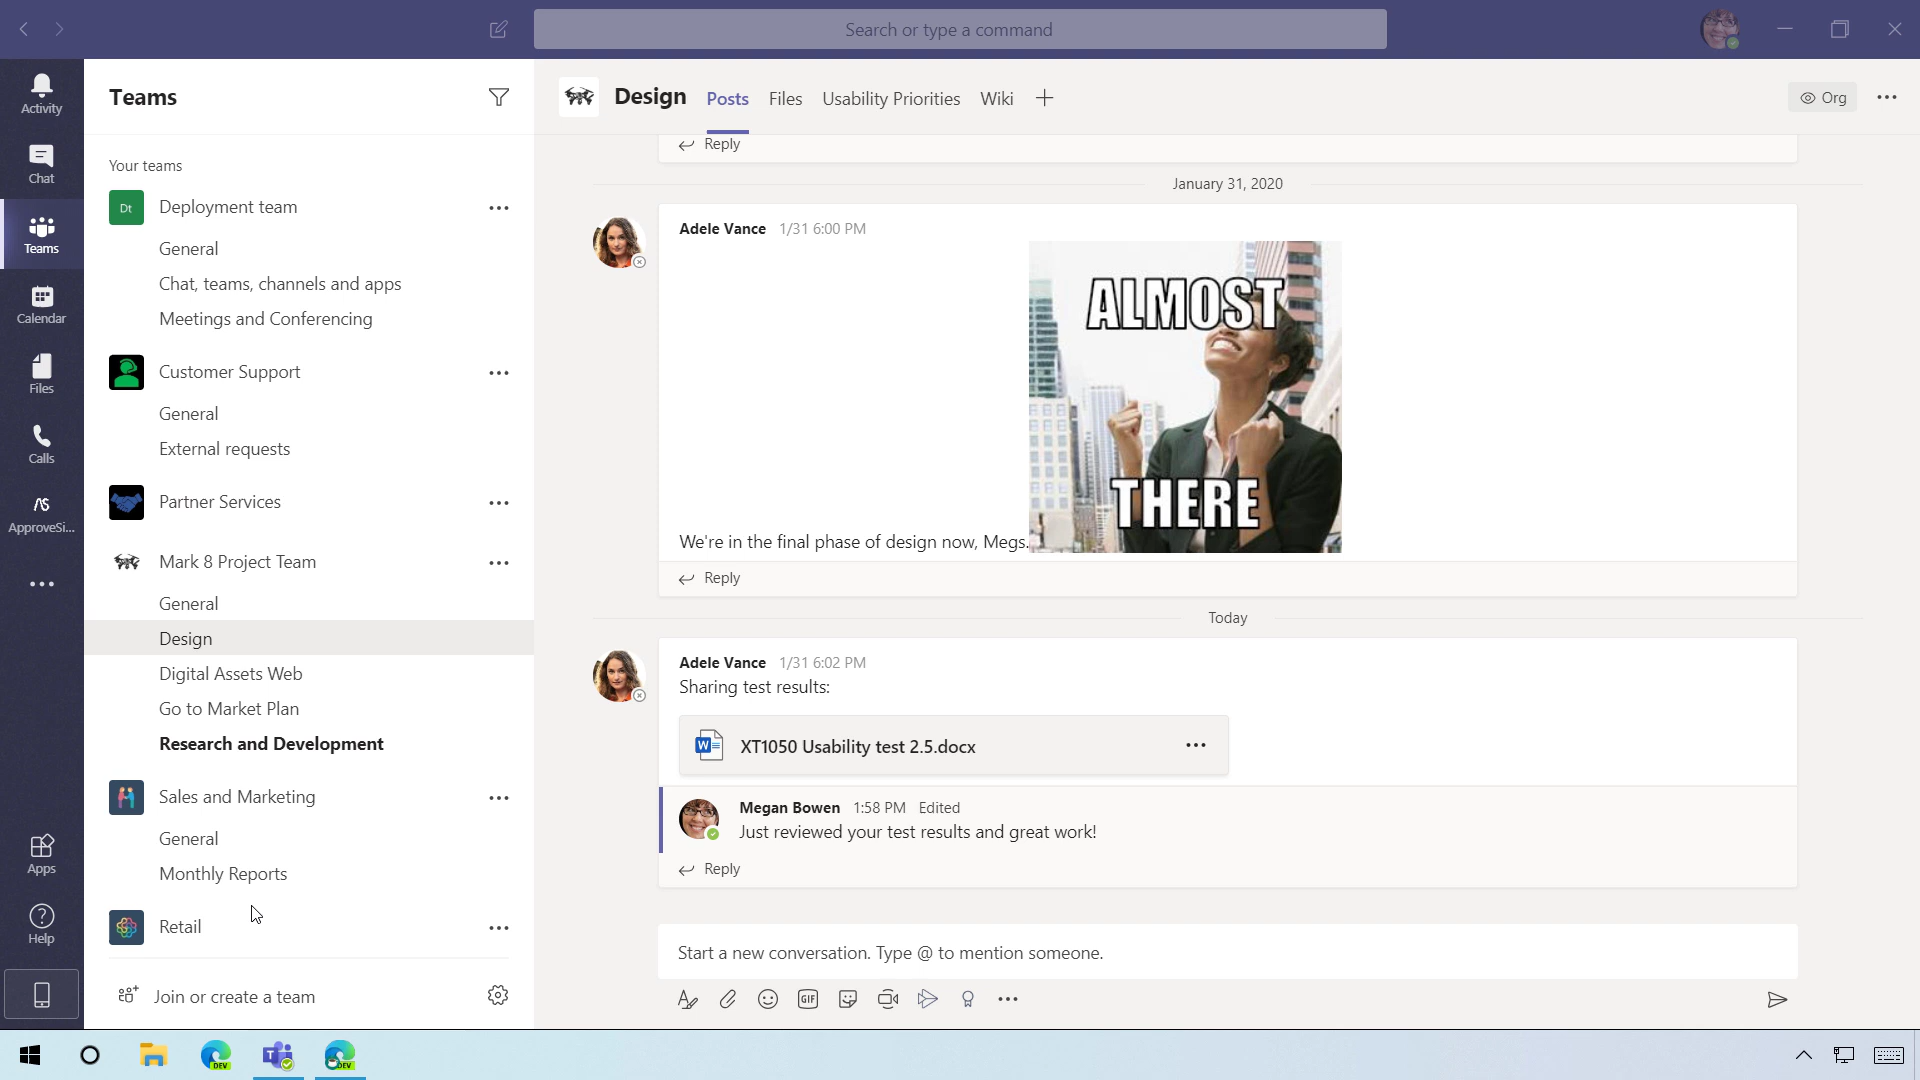 Search or type a command
Activity
Chat
Teams
Calendar
Files
Calls
ApproveSi...
Apps
Help
Teams
Your teams
Dt
Deployment team
General
Chat, teams, channels and apps
Meetings and Conferencing
Customer Support
General
External requests
Partner Services
Mark 8 Project Team
General
Design
Digital Assets Web
Go to Market Plan
Research and Development
Sales and Marketing
General
Monthly Reports
Retail
Join or create a team
Design Posts Files Usability Priorities Wiki
Org
Reply
January 31, 2020
Adele Vance 1/31 6:00 PM
ALMOST
THERE
We're in the final phase of design now, Megs.
Reply
Today
Adele Vance 1/31 6:02 PM
Sharing test results:
W
XT1050 Usability test 2.5.docx
Megan Bowen 1:58 PM Edited
Just reviewed your test results and great work!
Reply
Start a new conversation. Type @ to mention someone.
GIF
DEV
T
DEV